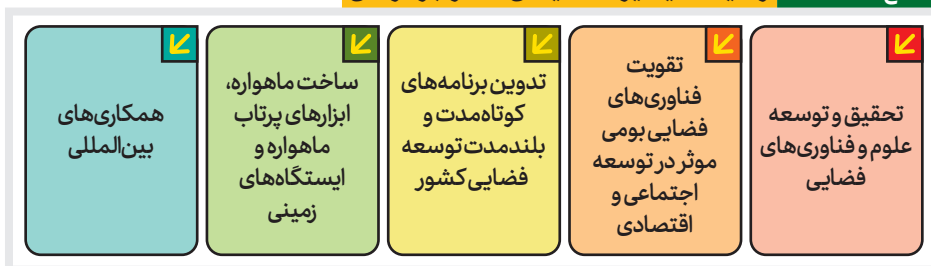 تحقیق و توسعه
علوم و فناوری‌های
فضایی
تقویت
فناوری‌های
فضایی بومی
موثر در توسعه
اجتماعی و
اقتصادی
تدوین برنامه‌های
کوتاه‌مدت و
بلندمدت توسعه
فضایی کشور
ساخت ماهواره،
ابزارهای پرتاب
ماهواره و
ایستگاه‌های
زمینی
همکاری‌های
بین‌المللی